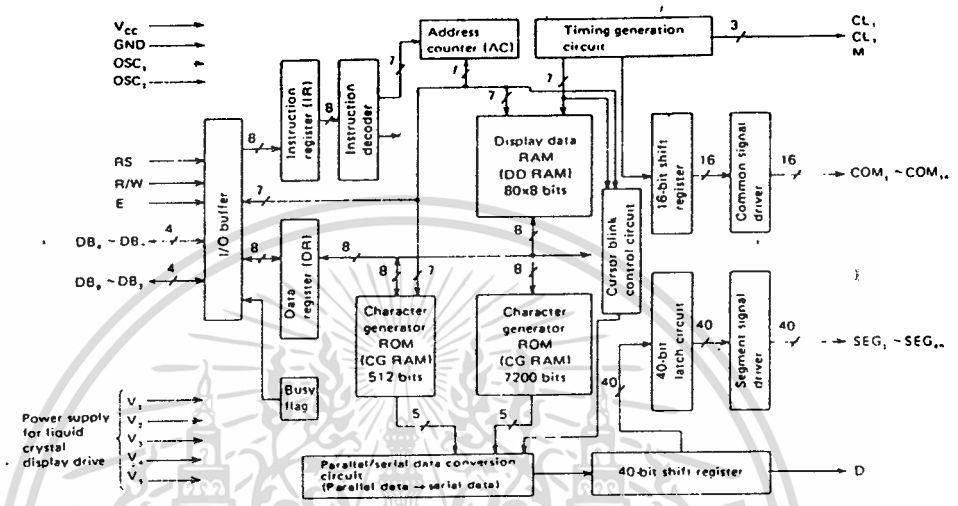 V_CC
GND
OSC₁
OSC₂
RS
R/W
E
DB₄ ~DB₇
4
DB₀ ~DB₃
4
Power supply
for liquid
crystal
display drive
V₁
V₂
V₃
V₄
V₅
I/O buffer
8
7
8
Instruction
register (IR)
8
Instruction
decoder
7
Address
counter (AC)
7
Timing generation
circuit
3
CL₁
CL₂
M
7
7
Display data
RAM
(DD RAM)
80x8 bits
8
8
Data
register (DR)
8
8
7
Busy
flag
Character
generator
ROM
(CG RAM)
512 bits
5
Character
generator
ROM
(CG RAM)
7200 bits
5
Cursor blink
control circuit
16-bit shift
register
16
Common signal
driver
16
COM₁ ~COM₁₆
40-bit
latch circuit
40
Segment signal
driver
40
SEG₁ ~SEG₄₀
40
Parallel/serial data conversion
circuit
(Parallel data → serial data)
40-bit shift register
D